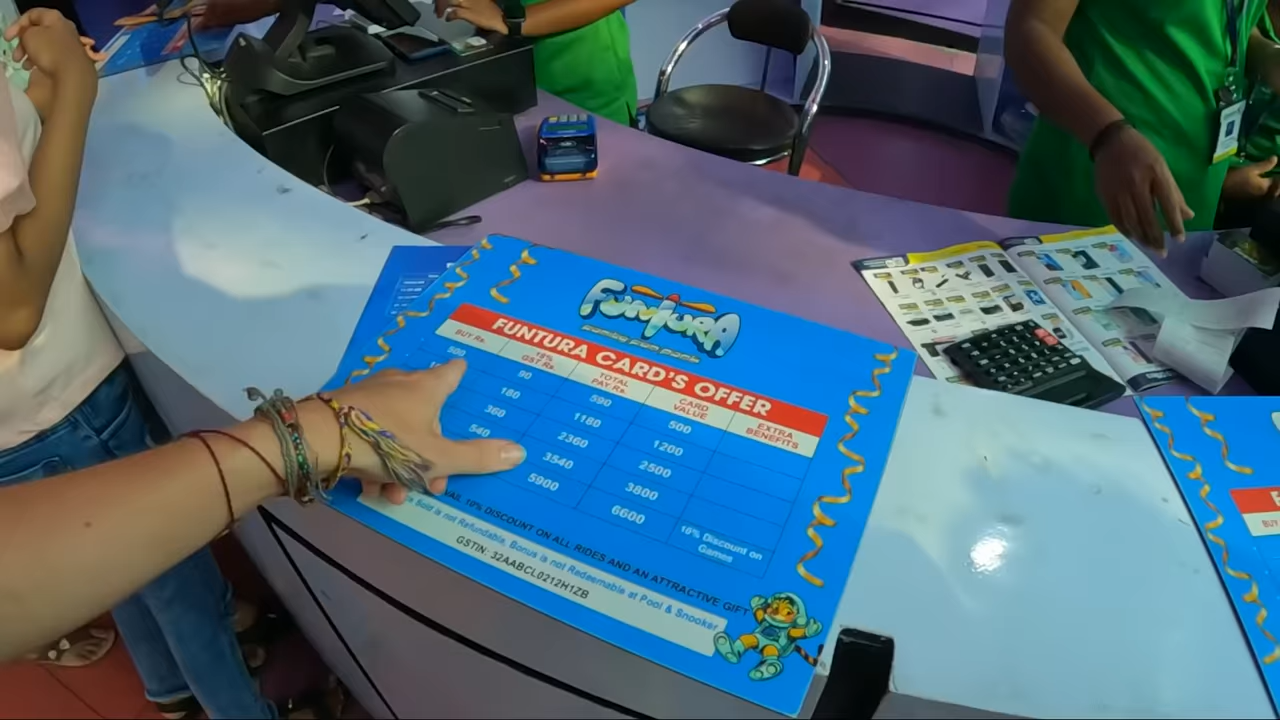 FUNTURA
FUNTURA CARD'S OFFER
BUY Rs. 18% GST Rs. TOTAL PAY Rs. CARD VALUE EXTRA BENEFITS
500 90 590 500
180 1180 1200
360 2360 2500
540 3540 3800
5900 6600 10% Discount on Games
10% DISCOUNT ON ALL RIDES AND AN ATTRACTIVE GIFT
Sold is not Refundable, Bonus is not Redeemable at Pool & Snooker
GSTIN: 32AABCL0212H1ZB